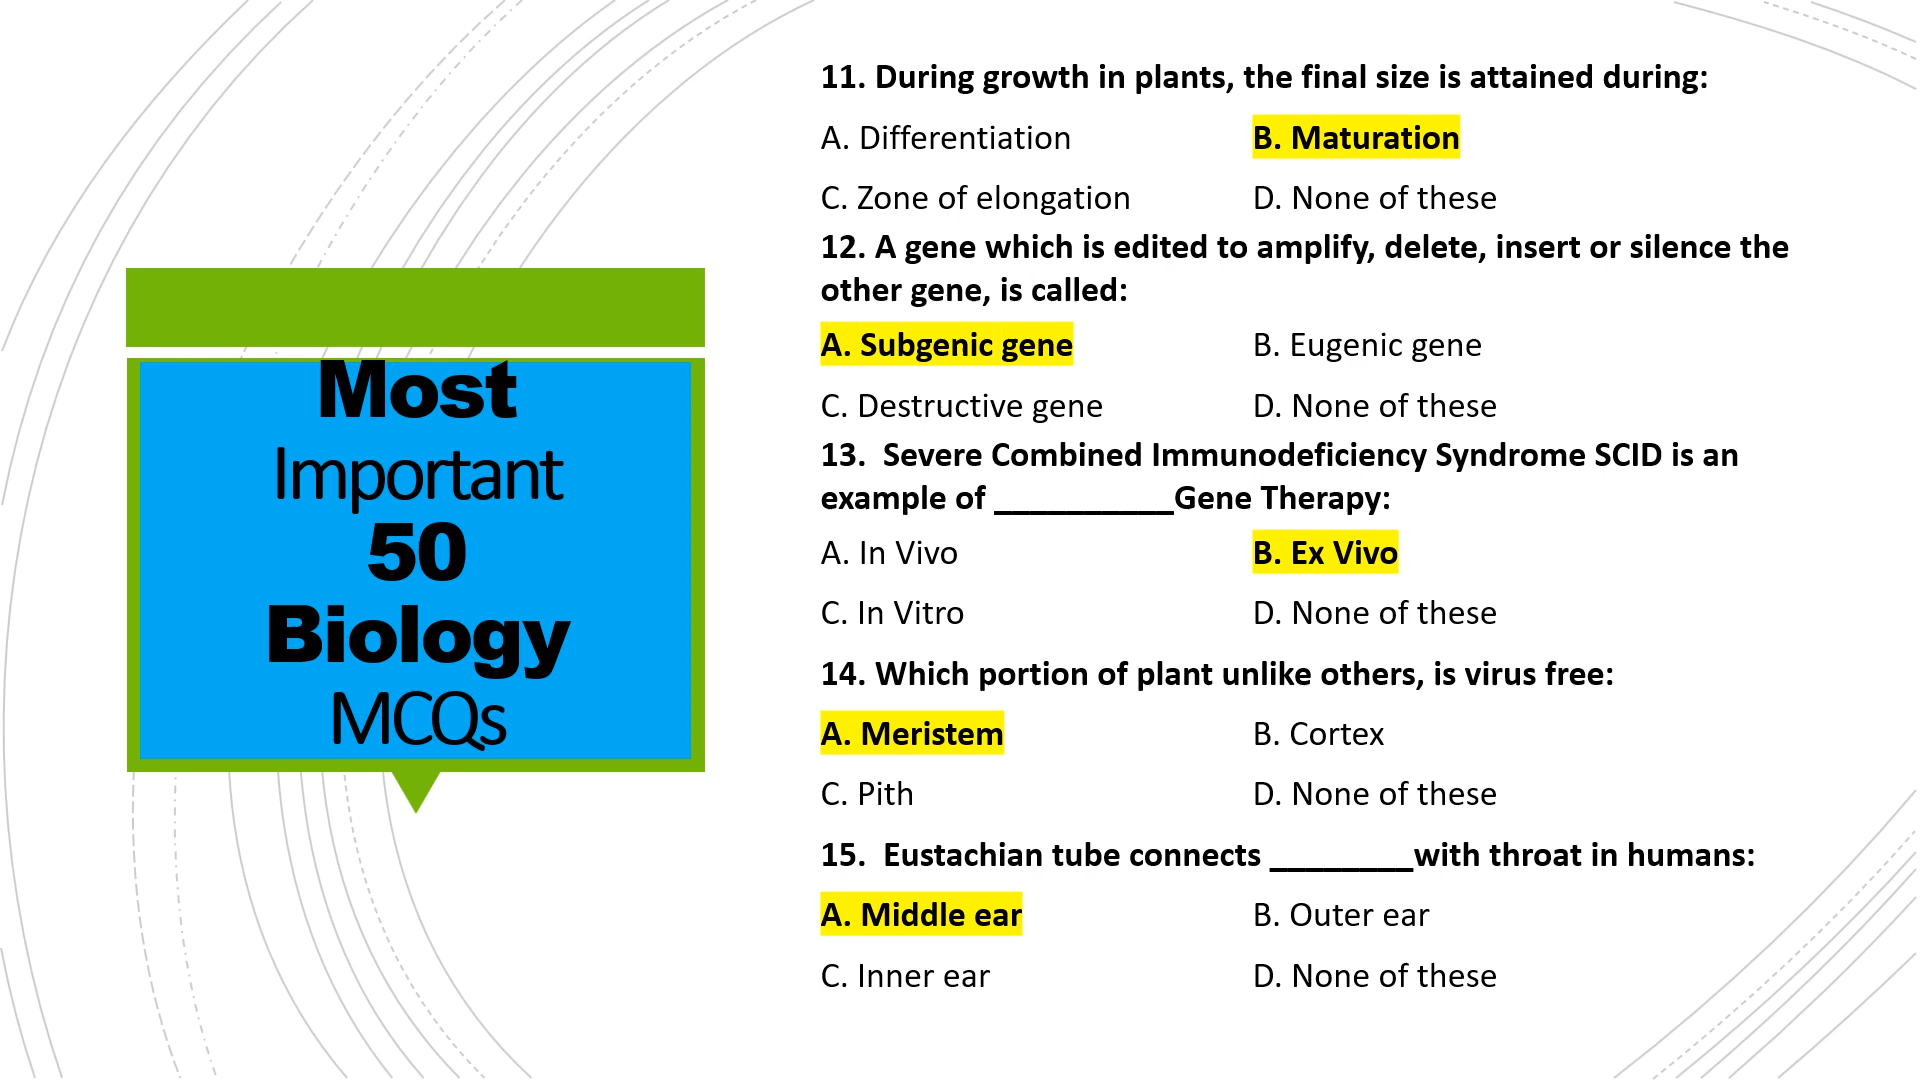 Most
Important
50
Biology
MCQs
11. During growth in plants, the final size is attained during:
A. Differentiation B. Maturation
C. Zone of elongation D. None of these
12. A gene which is edited to amplify, delete, insert or silence the
other gene, is called:
A. Subgenic gene B. Eugenic gene
C. Destructive gene D. None of these
13. Severe Combined Immunodeficiency Syndrome SCID is an
example of __________Gene Therapy:
A. In Vivo B. Ex Vivo
C. In Vitro D. None of these
14. Which portion of plant unlike others, is virus free:
A. Meristem B. Cortex
C. Pith D. None of these
15. Eustachian tube connects ________with throat in humans:
A. Middle ear B. Outer ear
C. Inner ear D. None of these